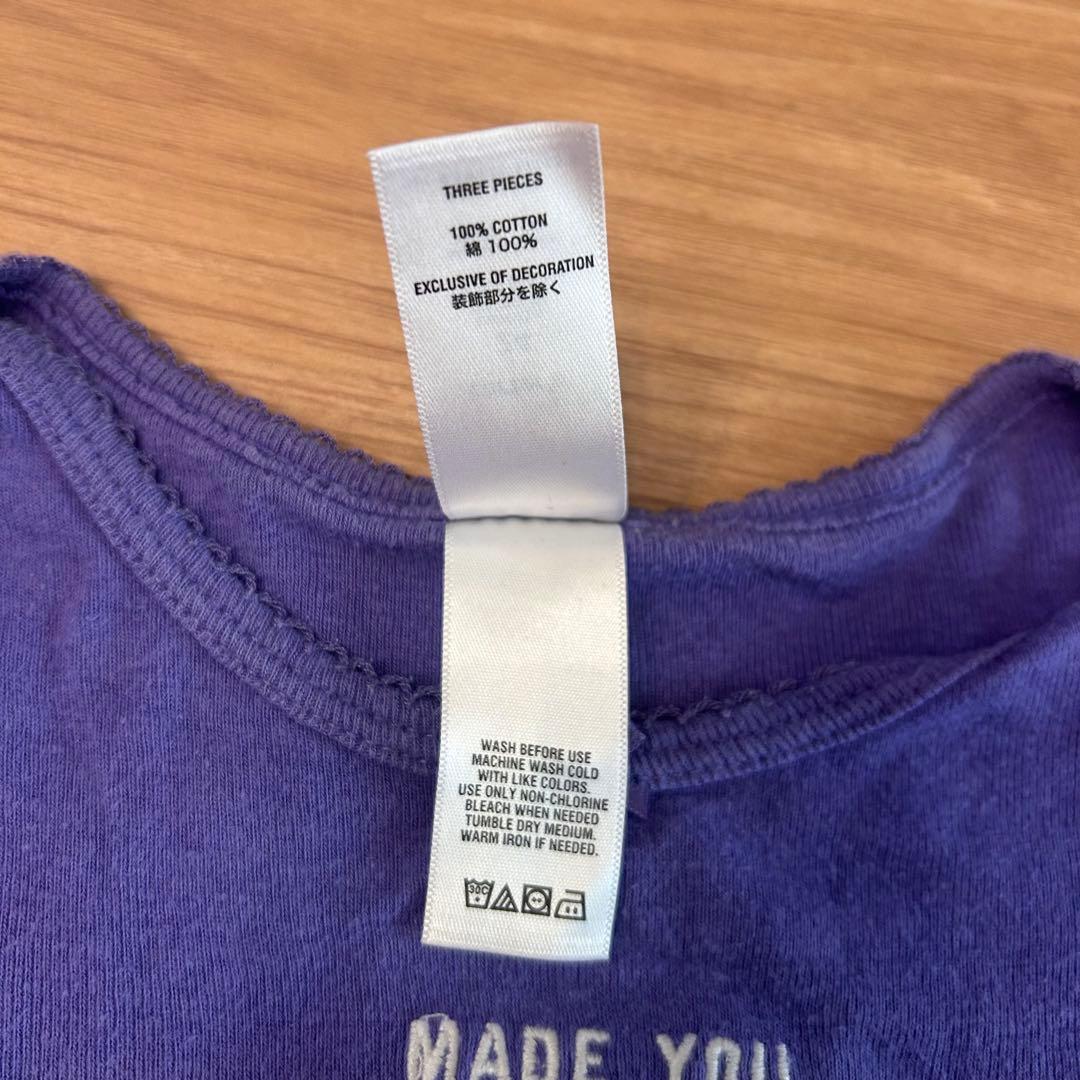 THREE PIECES
100% COTTON
綿 100%
EXCLUSIVE OF DECORATION
装飾部分を除く
WASH BEFORE USE
MACHINE WASH COLD
WITH LIKE COLORS.
USE ONLY NON-CHLORINE
BLEACH WHEN NEEDED
TUMBLE DRY MEDIUM.
WARM IRON IF NEEDED.
30C
MADE YOU